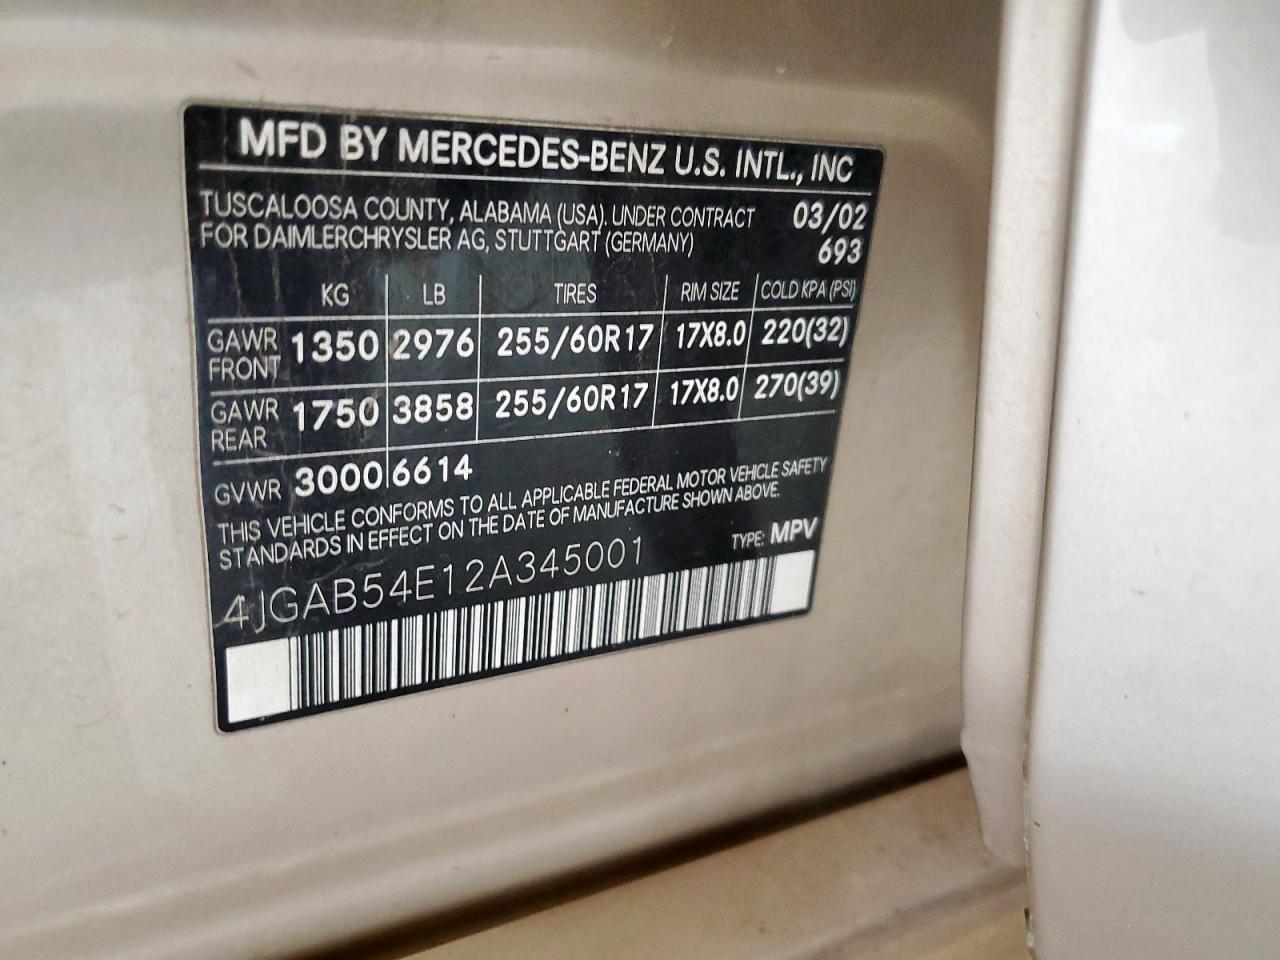 MFD BY MERCEDES-BENZ U.S. INTL., INC
TUSCALOOSA COUNTY, ALABAMA (USA). UNDER CONTRACT 03/02
FOR DAIMLERCHRYSLER AG, STUTTGART (GERMANY) 693
KG LB TIRES RIM SIZE COLD KPA (PSI)
GAWR FRONT 1350 2976 255/60R17 17X8.0 220(32)
GAWR REAR 1750 3858 255/60R17 17X8.0 270(39)
GVWR 3000 6614
THIS VEHICLE CONFORMS TO ALL APPLICABLE FEDERAL MOTOR VEHICLE SAFETY
STANDARDS IN EFFECT ON THE DATE OF MANUFACTURE SHOWN ABOVE.
4JGAB54E12A345001 TYPE: MPV